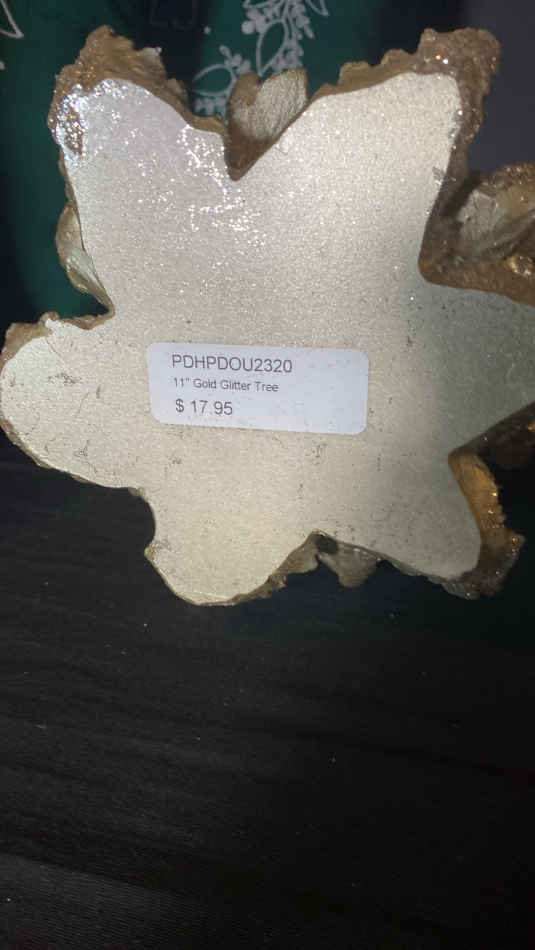 PDHPDOU2320
11" Gold Glitter Tree
$ 17.95